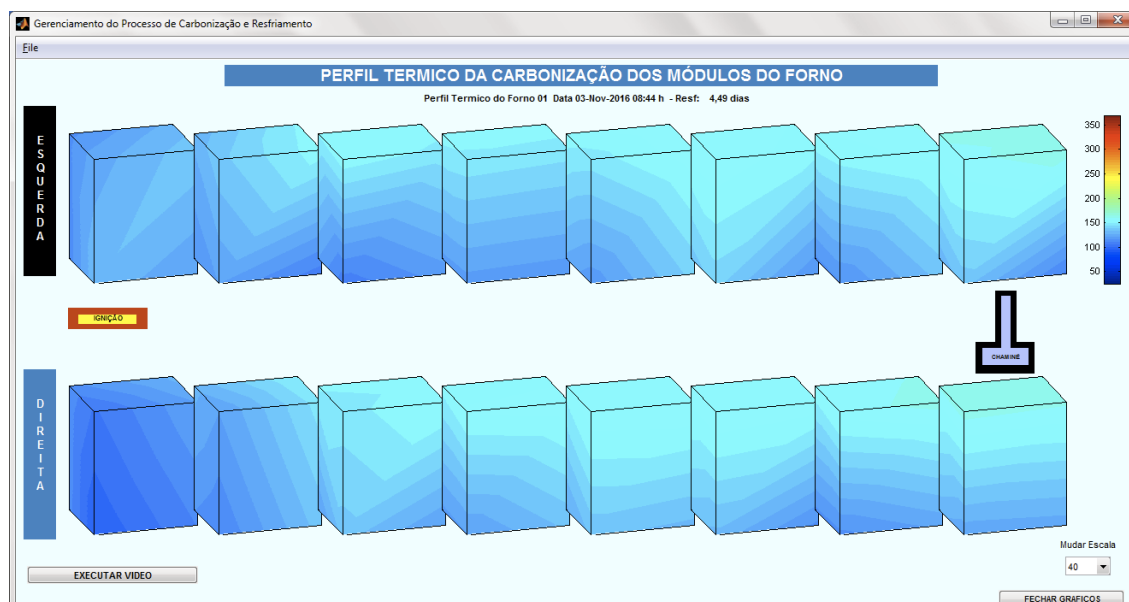 Gerenciamento do Processo de Carbonização e Resfriamento
File
PERFIL TERMICO DA CARBONIZAÇÃO DOS MÓDULOS DO FORNO
Perfil Termico do Forno 01 Data 03-Nov-2016 08:44 h - Resf: 4,49 dias
ESQUERDA
350
300
250
200
150
100
50
IGNIÇÃO
CHAMINÉ
DIREITA
Mudar Escala
40
EXECUTAR VIDEO
FECHAR GRAFICOS